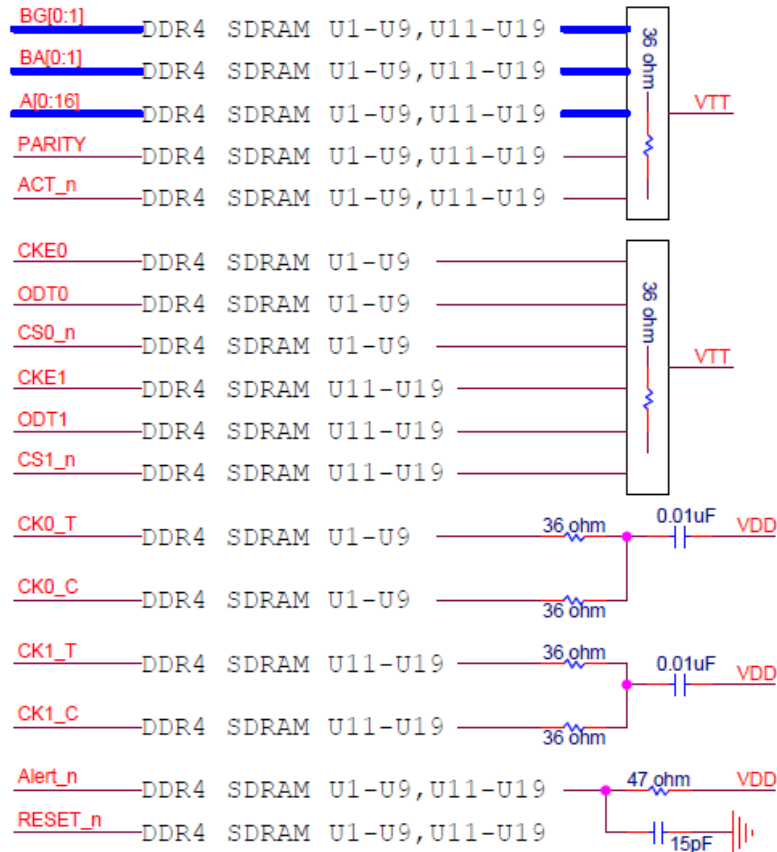 BG[0:1] DDR4 SDRAM U1-U9,U11-U19
BA[0:1] DDR4 SDRAM U1-U9,U11-U19
A[0:16] DDR4 SDRAM U1-U9,U11-U19
PARITY DDR4 SDRAM U1-U9,U11-U19
ACT_n DDR4 SDRAM U1-U9,U11-U19
36 ohm
VTT
CKE0 DDR4 SDRAM U1-U9
ODT0 DDR4 SDRAM U1-U9
CS0_n DDR4 SDRAM U1-U9
CKE1 DDR4 SDRAM U11-U19
ODT1 DDR4 SDRAM U11-U19
CS1_n DDR4 SDRAM U11-U19
36 ohm
VTT
CK0_T DDR4 SDRAM U1-U9 36 ohm 0.01uF VDD
CK0_C DDR4 SDRAM U1-U9 36 ohm
CK1_T DDR4 SDRAM U11-U19 36 ohm 0.01uF VDD
CK1_C DDR4 SDRAM U11-U19 36 ohm
Alert_n DDR4 SDRAM U1-U9,U11-U19 47 ohm VDD
RESET_n DDR4 SDRAM U1-U9,U11-U19 15pF